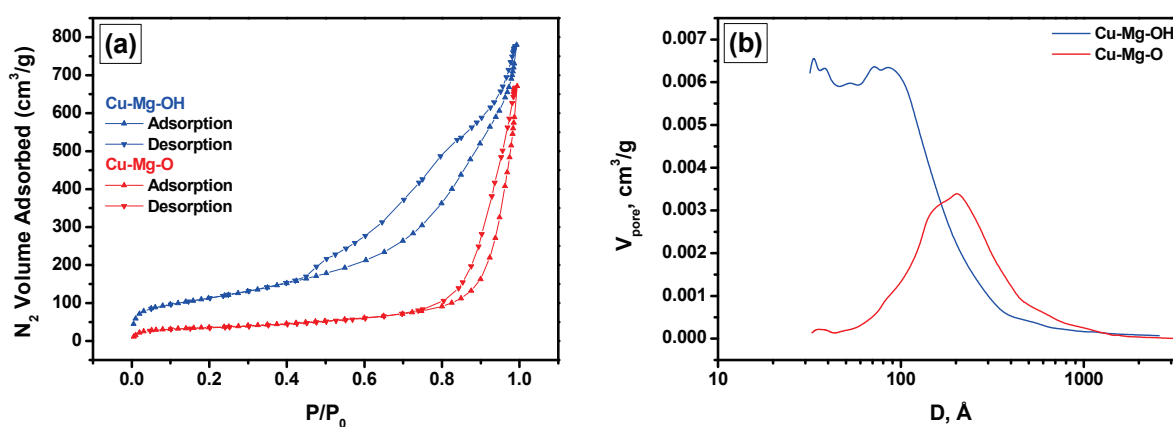 (a)
N₂ Volume Adsorbed (cm³/g)
800
700
600
500
400
300
200
100
0
Cu-Mg-OH
Adsorption
Desorption
Cu-Mg-O
Adsorption
Desorption
0.0 0.2 0.4 0.6 0.8 1.0
P/P₀
(b)
Vpore, cm³/g
0.007
0.006
0.005
0.004
0.003
0.002
0.001
0.000
Cu-Mg-OH
Cu-Mg-O
10 100 1000
D, Å